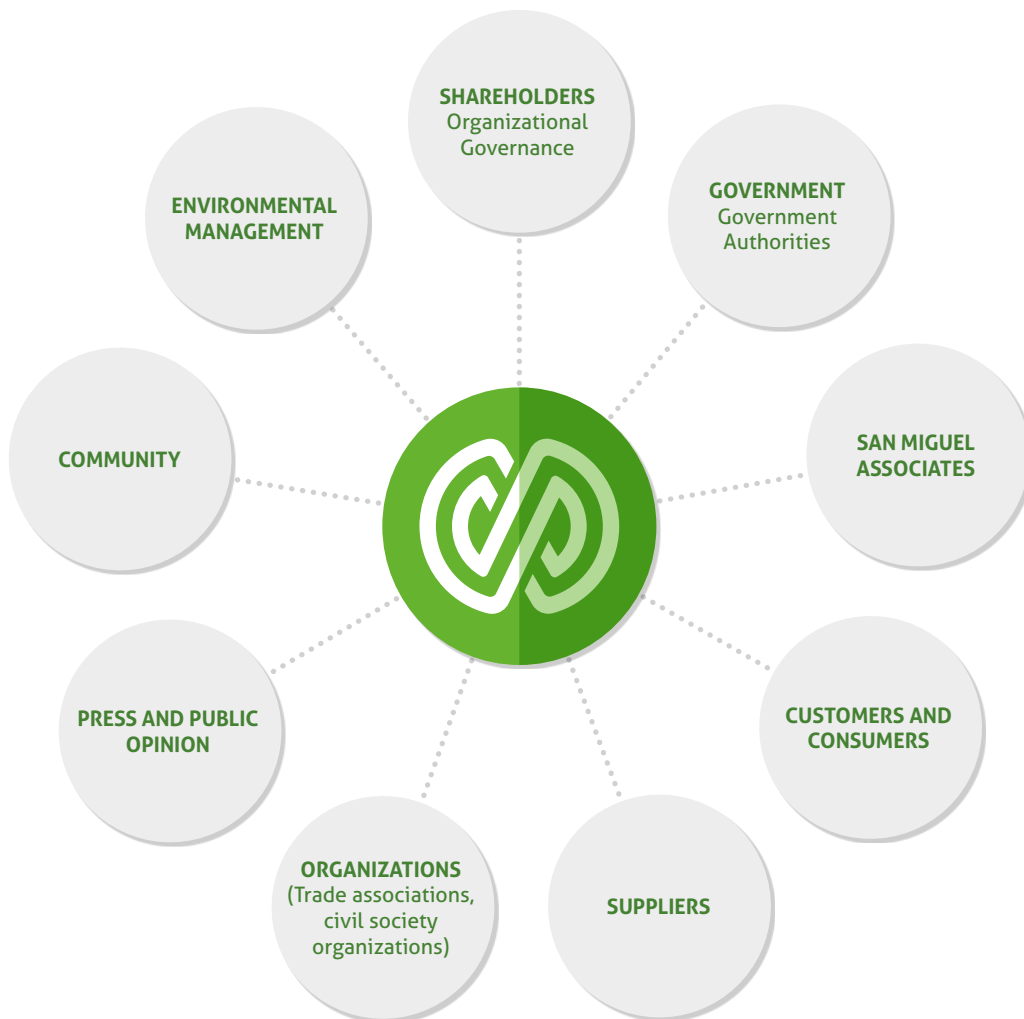 SHAREHOLDERS
Organizational
Governance
GOVERNMENT
Government
Authorities
SAN MIGUEL
ASSOCIATES
CUSTOMERS AND
CONSUMERS
SUPPLIERS
ORGANIZATIONS
(Trade associations,
civil society
organizations)
PRESS AND PUBLIC
OPINION
COMMUNITY
ENVIRONMENTAL
MANAGEMENT